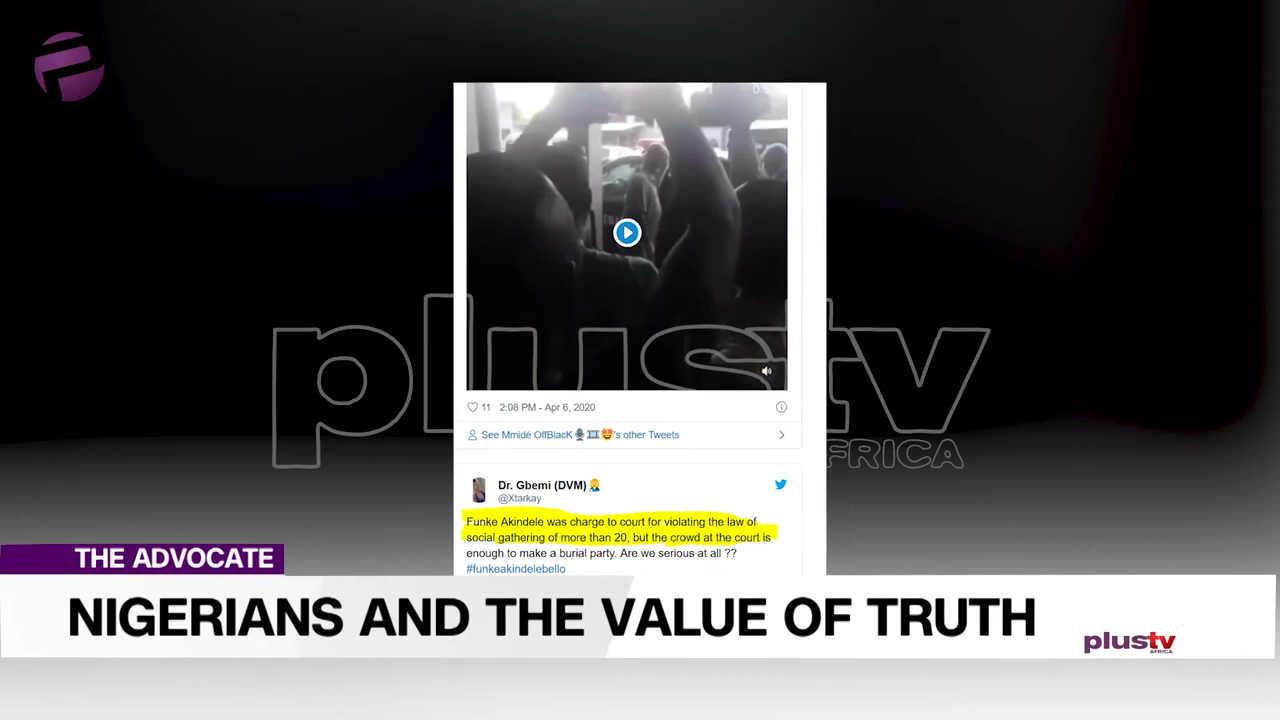 plustv
AFRICA
11 2:08 PM - Apr 6, 2020
See Mmidé OffBlacK🎙️🎞️🤩's other Tweets
Dr. Gbemi (DVM)
@Xtarkay
Funke Akindele was charge to court for violating the law of
social gathering of more than 20, but the crowd at the court is
enough to make a burial party. Are we serious at all ??
#funkeakindelebello
THE ADVOCATE
NIGERIANS AND THE VALUE OF TRUTH
plustv
AFRICA